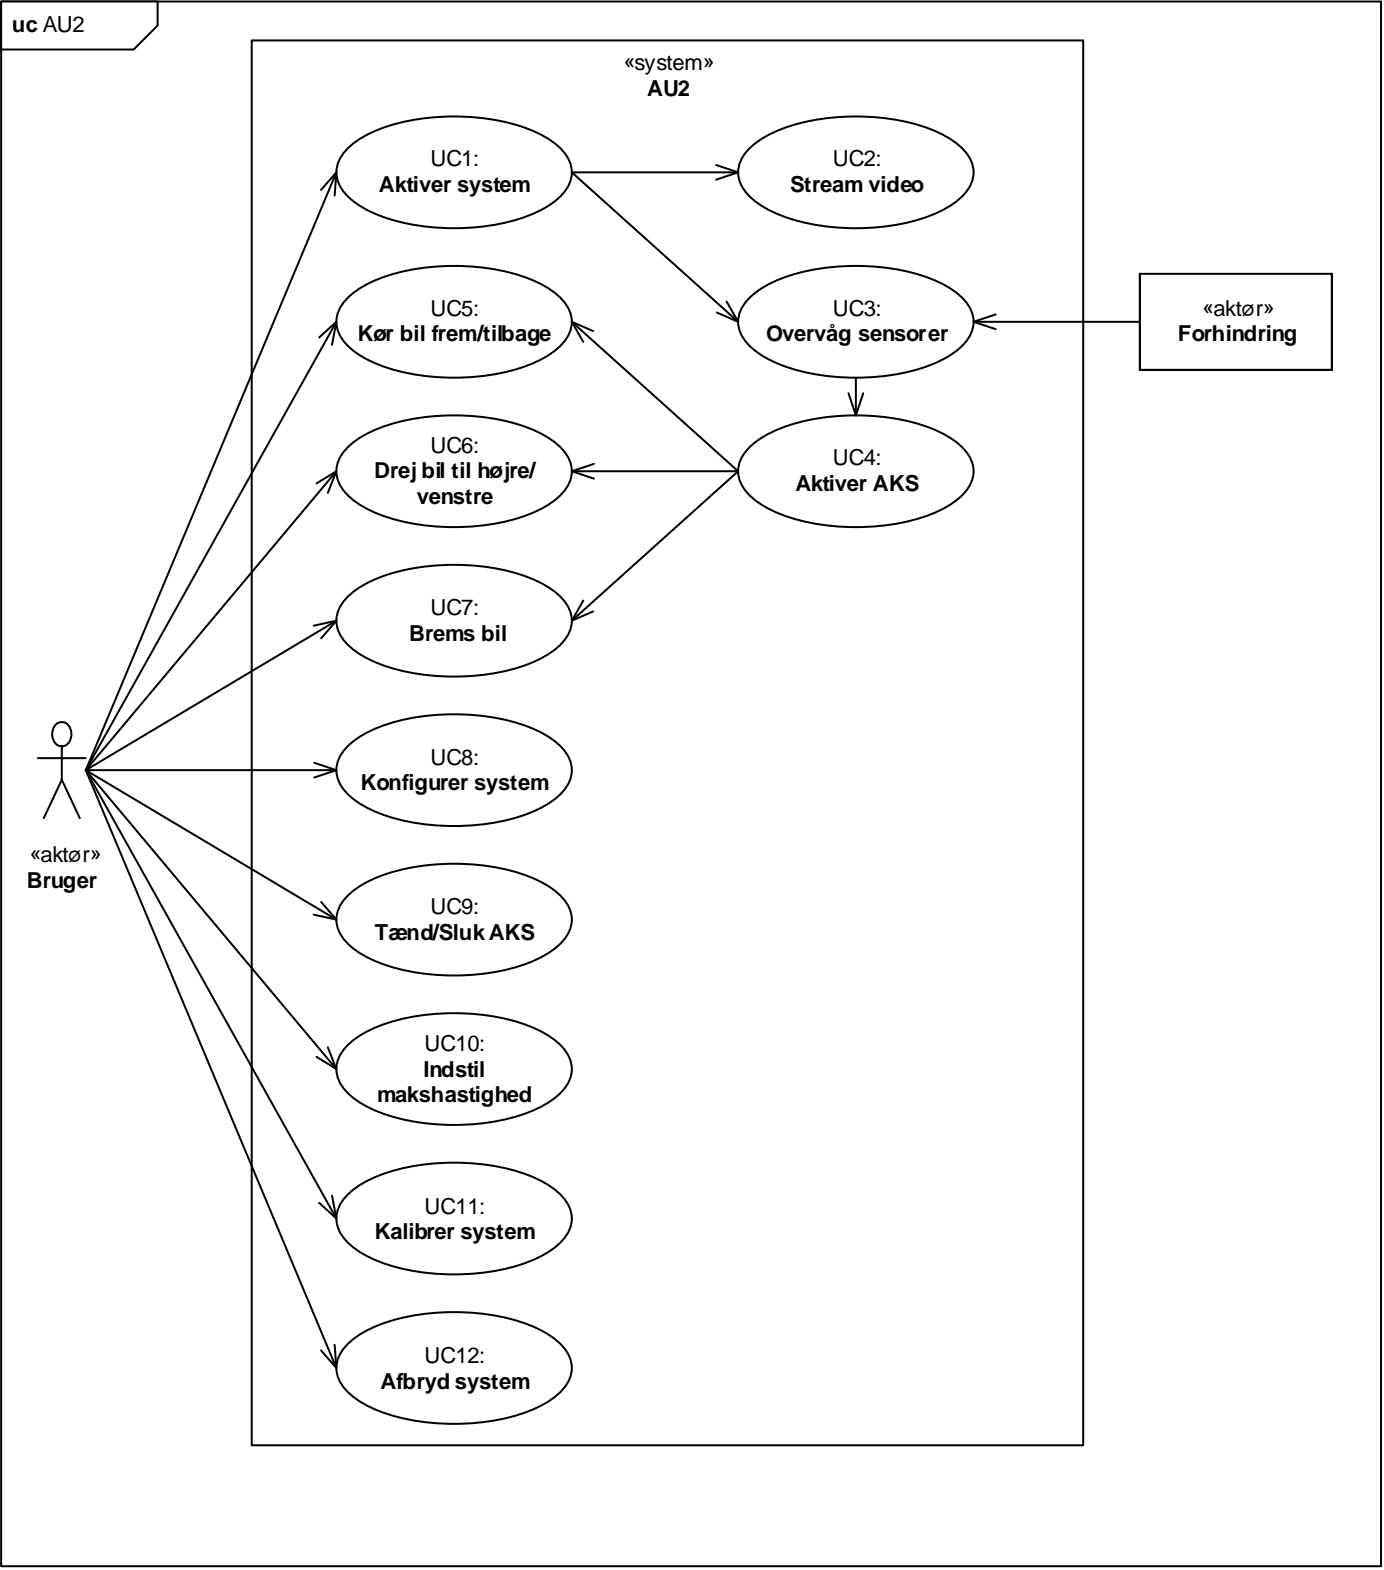 uc AU2
«system»
AU2
UC1:
Aktiver system
UC2:
Stream video
UC5:
Kør bil frem/tilbage
UC3:
Overvåg sensorer
«aktør»
Forhindring
UC6:
Drej bil til højre/
venstre
UC4:
Aktiver AKS
UC7:
Brems bil
UC8:
Konfigurer system
«aktør»
Bruger
UC9:
Tænd/Sluk AKS
UC10:
Indstil
makshastighed
UC11:
Kalibrer system
UC12:
Afbryd system